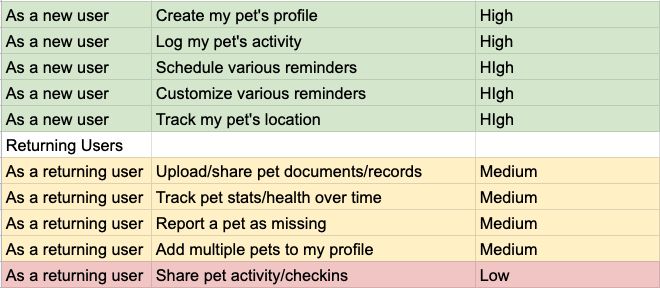 As a new user Create my pet's profile High
As a new user Log my pet's activity High
As a new user Schedule various reminders HIgh
As a new user Customize various reminders HIgh
As a new user Track my pet's location HIgh
Returning Users
As a returning user Upload/share pet documents/records Medium
As a returning user Track pet stats/health over time Medium
As a returning user Report a pet as missing Medium
As a returning user Add multiple pets to my profile Medium
As a returning user Share pet activity/checkins Low